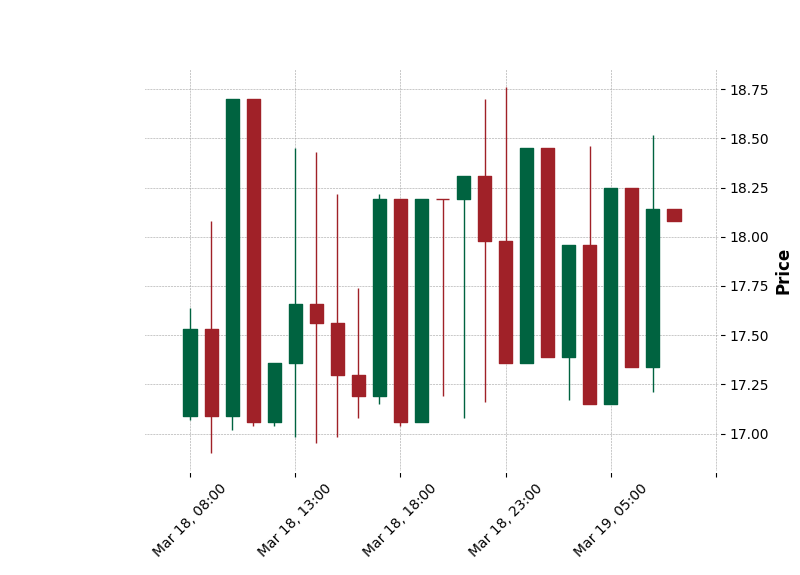 18.75
18.50
18.25
18.00
17.75
17.50
17.25
17.00
Price
Mar 18, 08:00
Mar 18, 13:00
Mar 18, 18:00
Mar 18, 23:00
Mar 19, 05:00